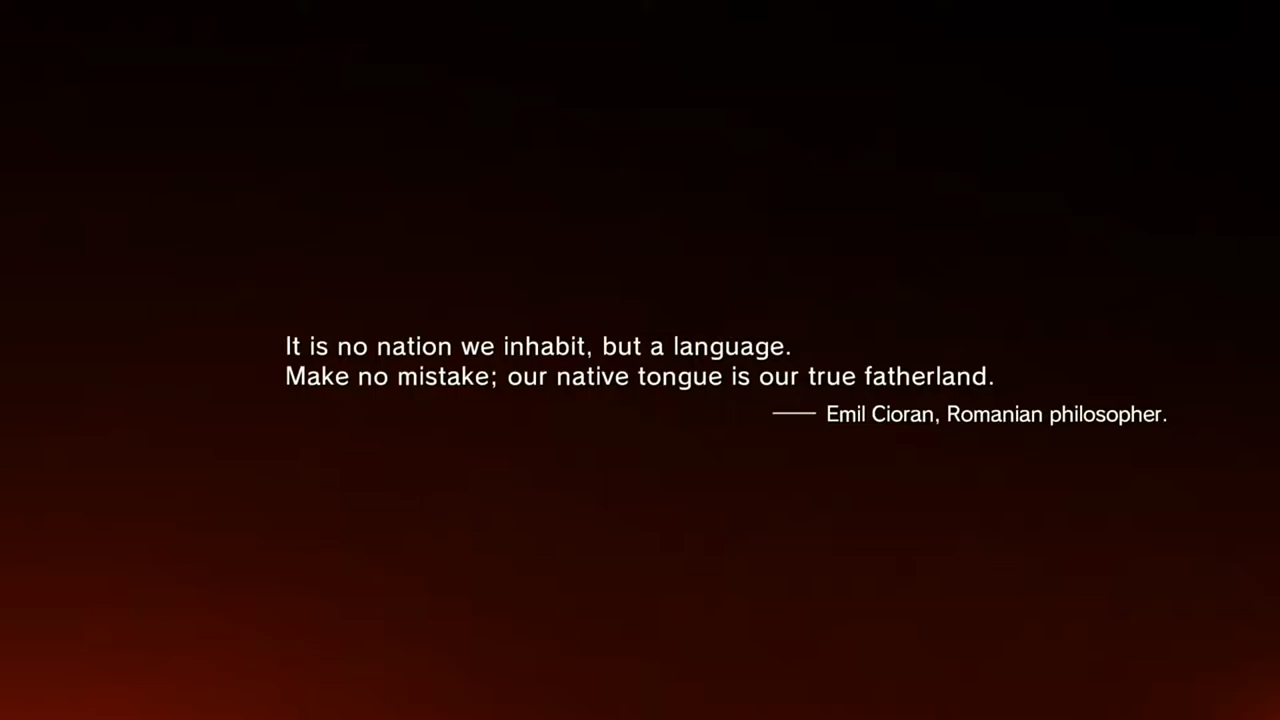 It is no nation we inhabit, but a language.
Make no mistake; our native tongue is our true fatherland.
—— Emil Cioran, Romanian philosopher.